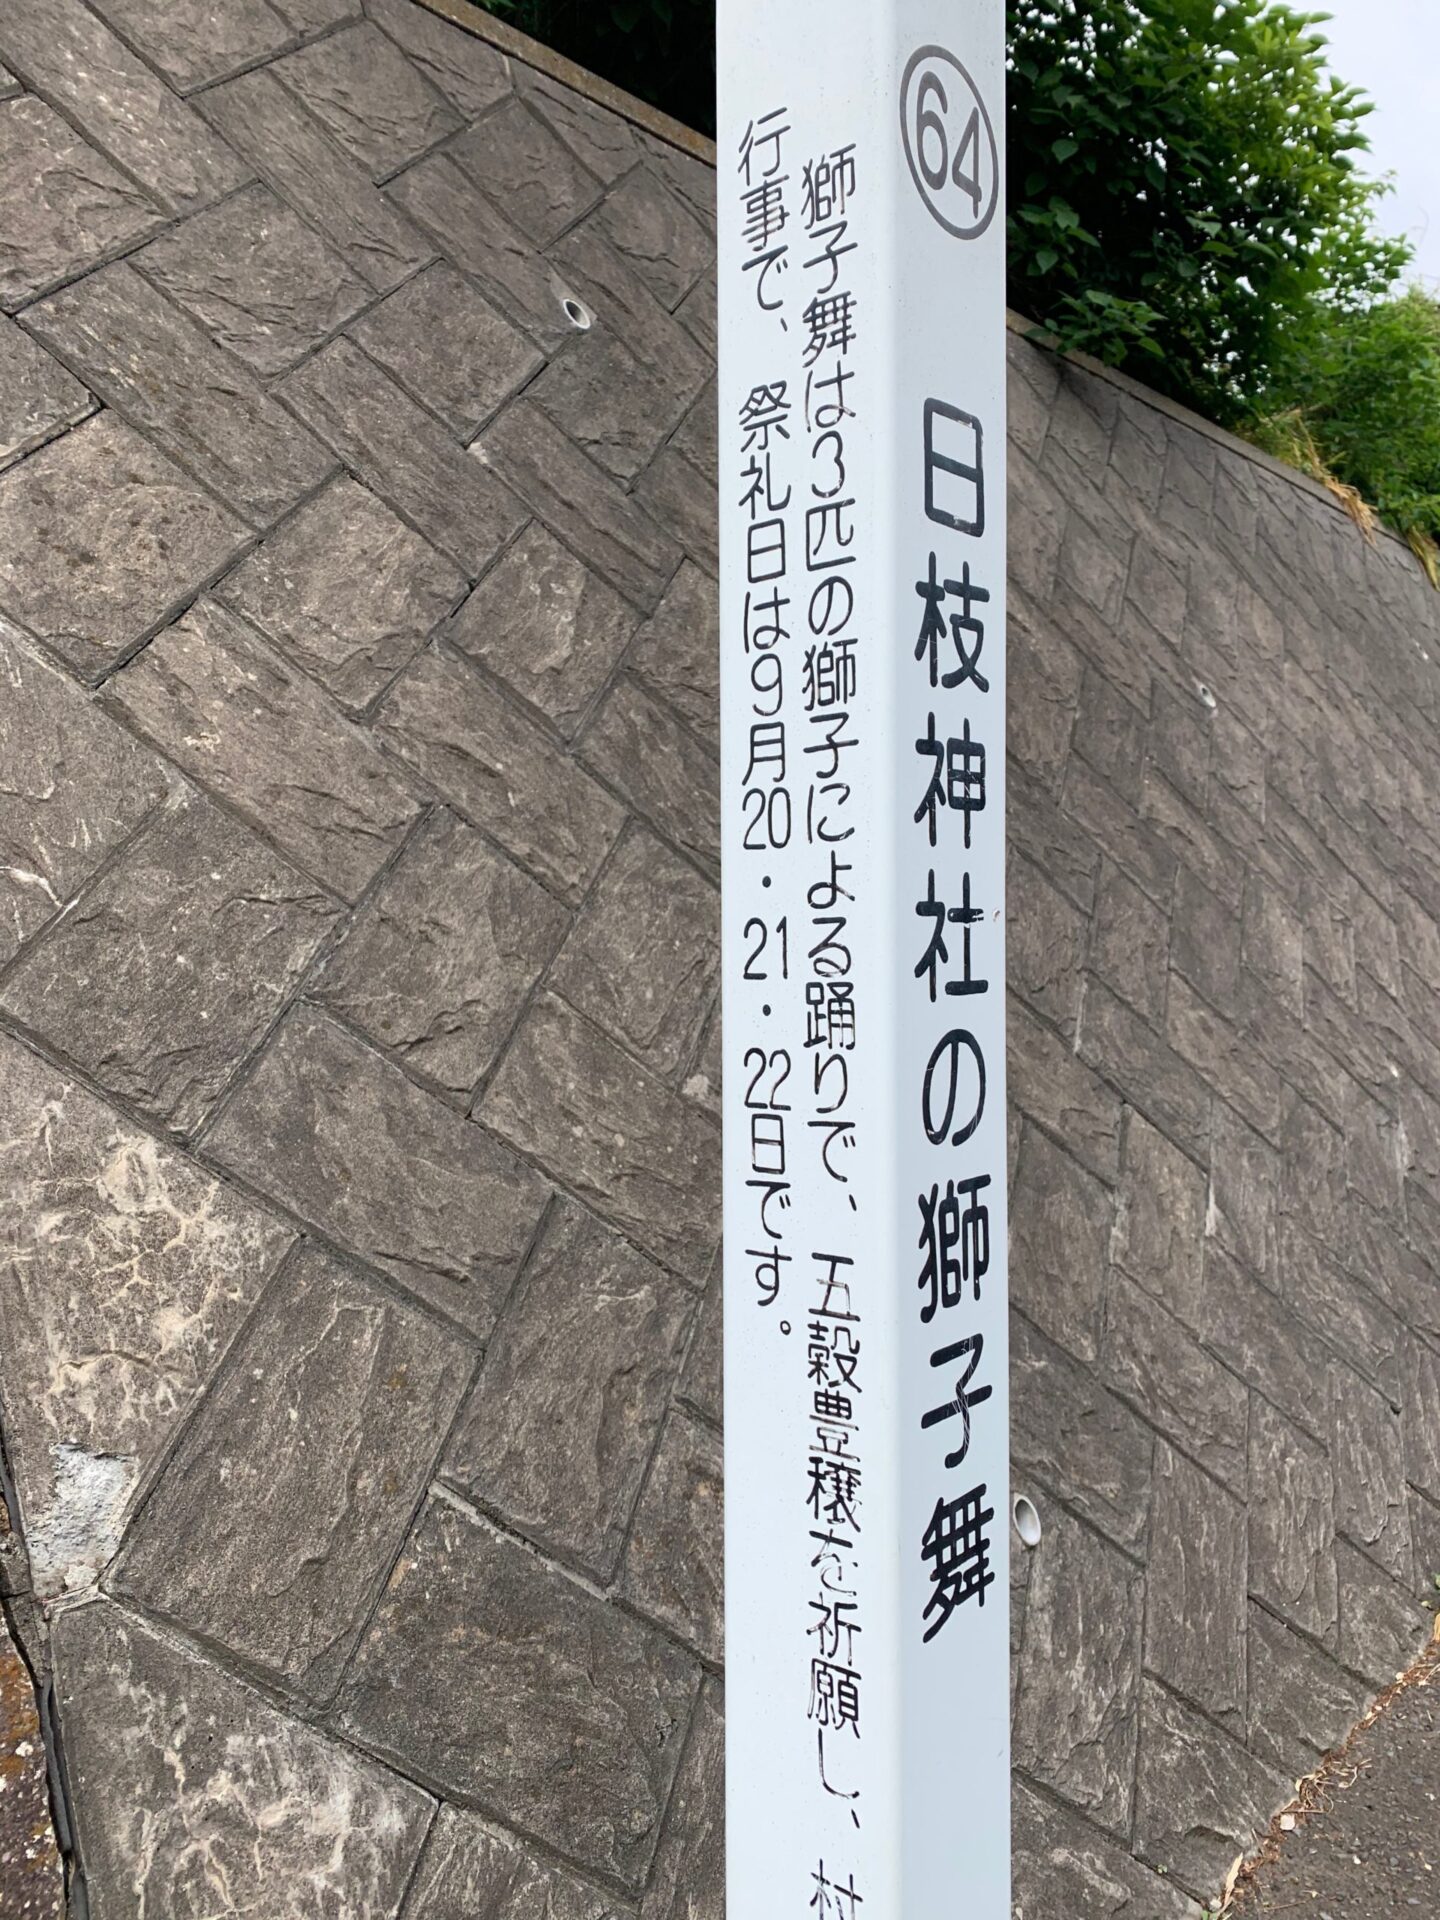 64
日枝神社の獅子舞
獅子舞は3匹の獅子による踊りで、五穀豊穣を祈願し、村
行事で、祭礼日は9月20・21・22日です。